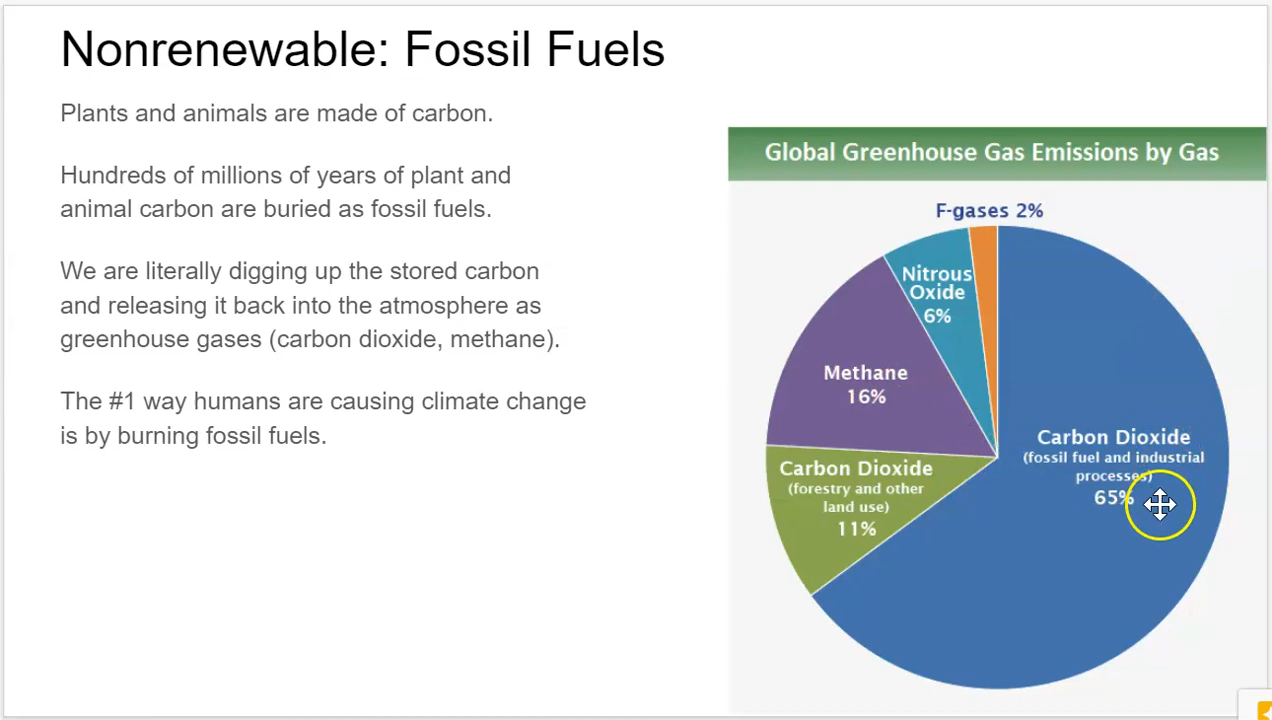 Nonrenewable: Fossil Fuels
Plants and animals are made of carbon.
Hundreds of millions of years of plant and
animal carbon are buried as fossil fuels.
We are literally digging up the stored carbon
and releasing it back into the atmosphere as
greenhouse gases (carbon dioxide, methane).
The #1 way humans are causing climate change
is by burning fossil fuels.
Global Greenhouse Gas Emissions by Gas
F-gases 2%
Nitrous
Oxide
6%
Methane
16%
Carbon Dioxide
(forestry and other
land use)
11%
Carbon Dioxide
(fossil fuel and industrial
processes)
65%